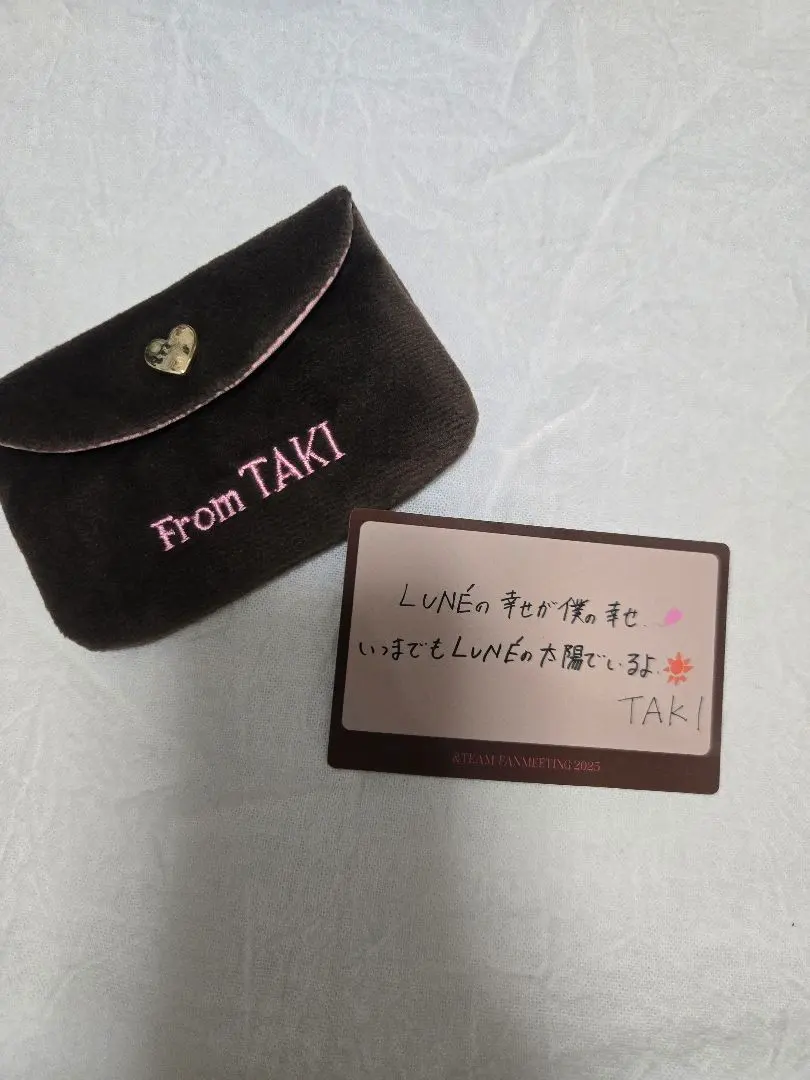 From TAKI
LUNÉの幸せが僕の幸せ.
いつまでもLUNÉの太陽でいるよ.
TAKI
&TEAM FANMEETING 2025